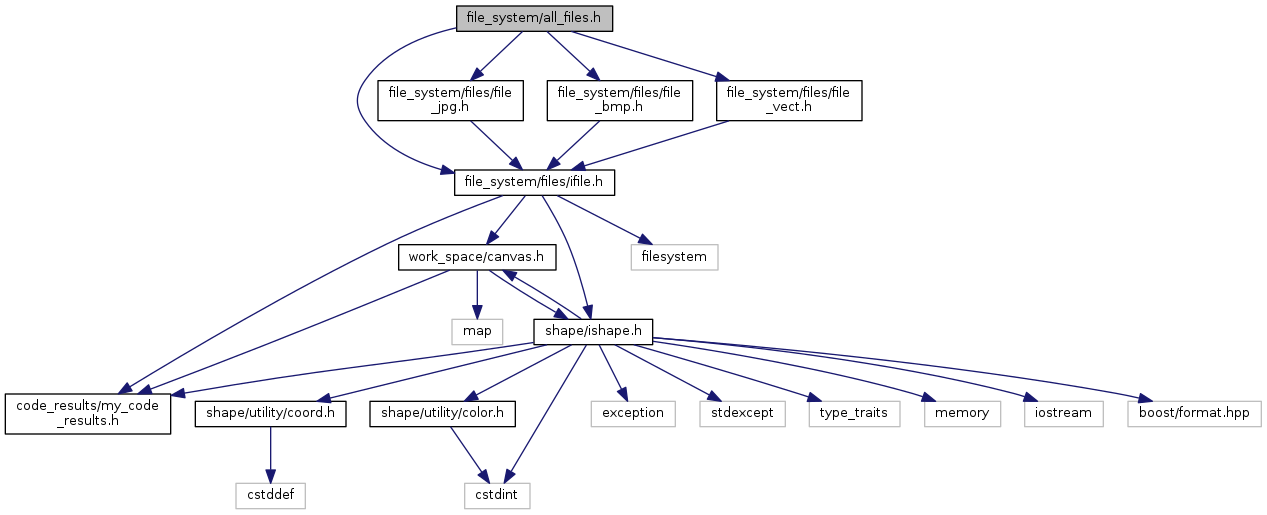 file_system/all_files.h
file_system/files/file
_jpg.h
file_system/files/file
_bmp.h
file_system/files/file
_vect.h
file_system/files/ifile.h
work_space/canvas.h
filesystem
map
shape/ishape.h
code_results/my_code
_results.h
shape/utility/coord.h
shape/utility/color.h
exception
stdexcept
type_traits
memory
iostream
boost/format.hpp
cstddef
cstdint